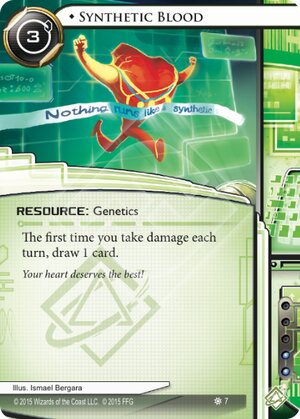 • Synthetic Blood
3
Nothing runs like synthetic
RESOURCE: Genetics
The first time you take damage each
turn, draw 1 card.
Your heart deserves the best!
Illus. Ismael Bergara
© 2015 Wizards of the Coast LLC. © 2015 FFG
7